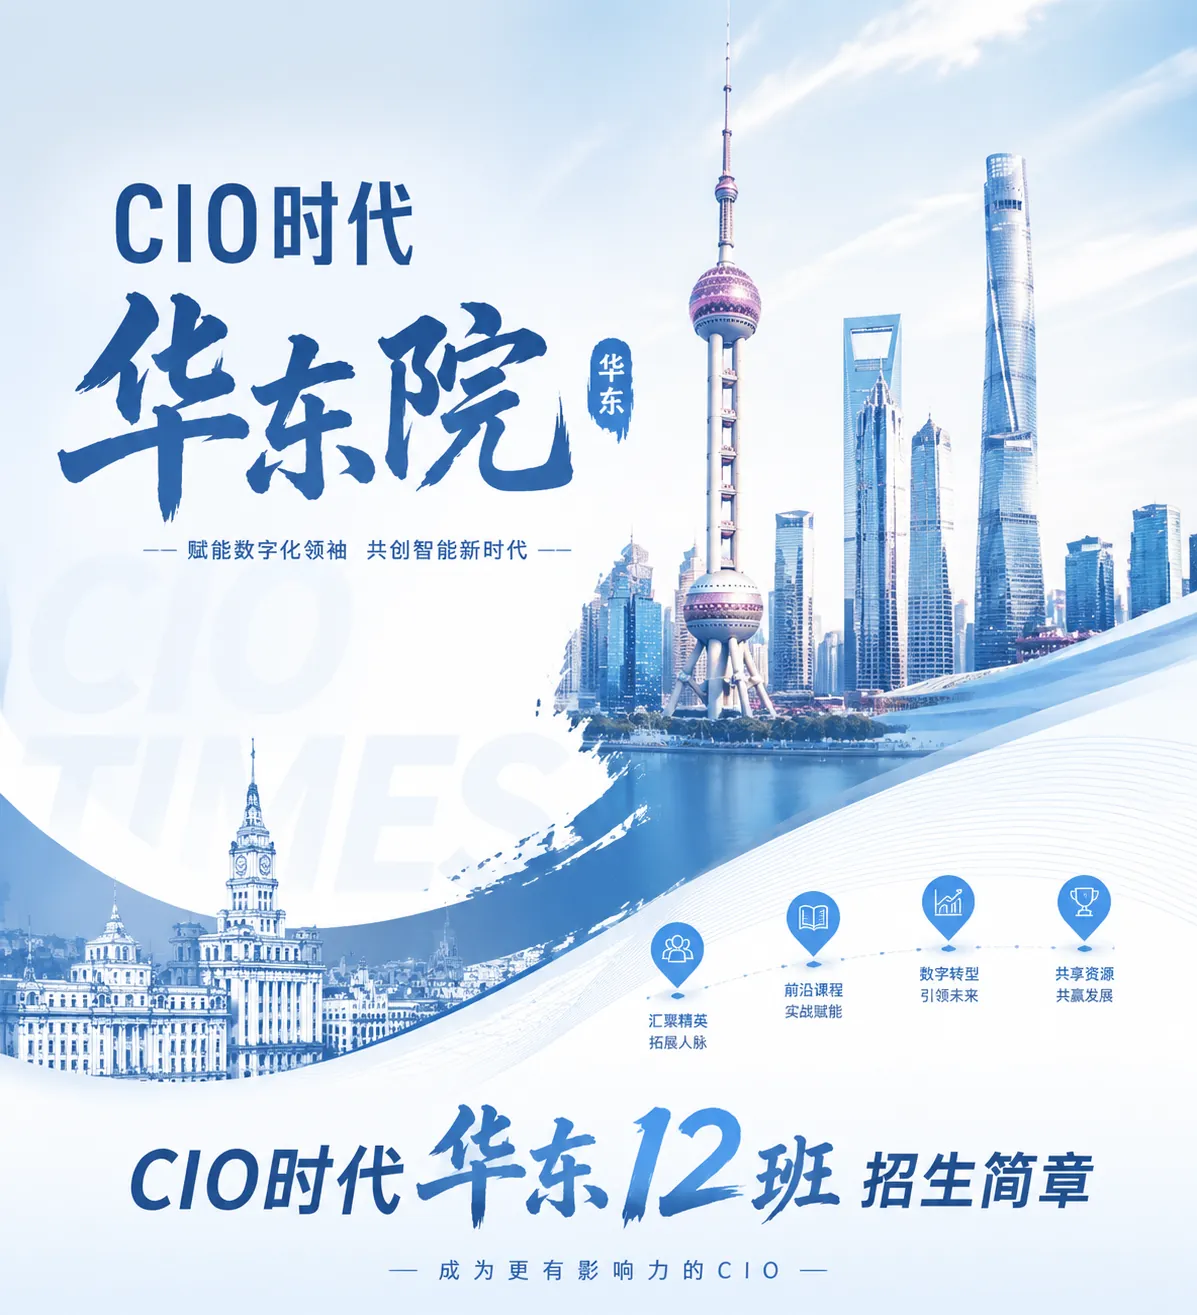 CIO时代
华东院
华东
赋能数字化领袖 共创智能新时代
CIO
TIMES
汇聚精英
拓展人脉
前沿课程
实战赋能
数字转型
引领未来
共享资源
共赢发展
CIO时代华东12班 招生简章
成为更有影响力的CIO